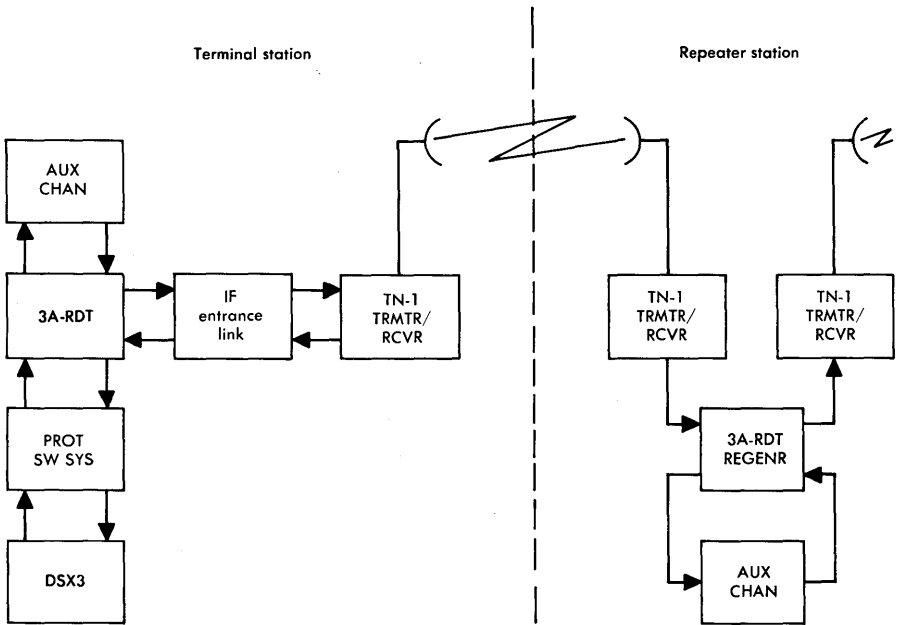 Terminal station
Repeater station
AUX
CHAN
3A-RDT
IF
entrance
link
TN-1
TRMTR/
RCVR
TN-1
TRMTR/
RCVR
TN-1
TRMTR/
RCVR
PROT
SW SYS
3A-RDT
REGENR
DSX3
AUX
CHAN